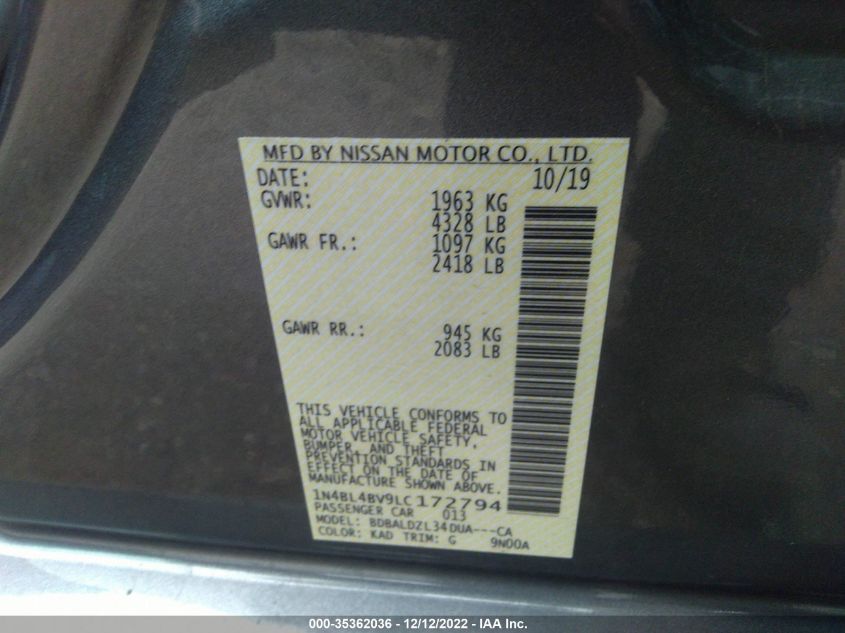 MFD BY NISSAN MOTOR CO., LTD.
DATE: 10/19
GVWR: 1963 KG
4328 LB
GAWR FR.: 1097 KG
2418 LB
GAWR RR.: 945 KG
2083 LB
THIS VEHICLE CONFORMS TO
ALL APPLICABLE FEDERAL
MOTOR VEHICLE SAFETY,
BUMPER, AND THEFT
PREVENTION STANDARDS IN
EFFECT ON THE DATE OF
MANUFACTURE SHOWN ABOVE.
1N4BL4BV9LC172794
PASSENGER CAR 013
MODEL: BDBALDZL34DUA---CA
COLOR: KAD TRIM: G 9N00A
000-35362036 - 12/12/2022 - IAA Inc.